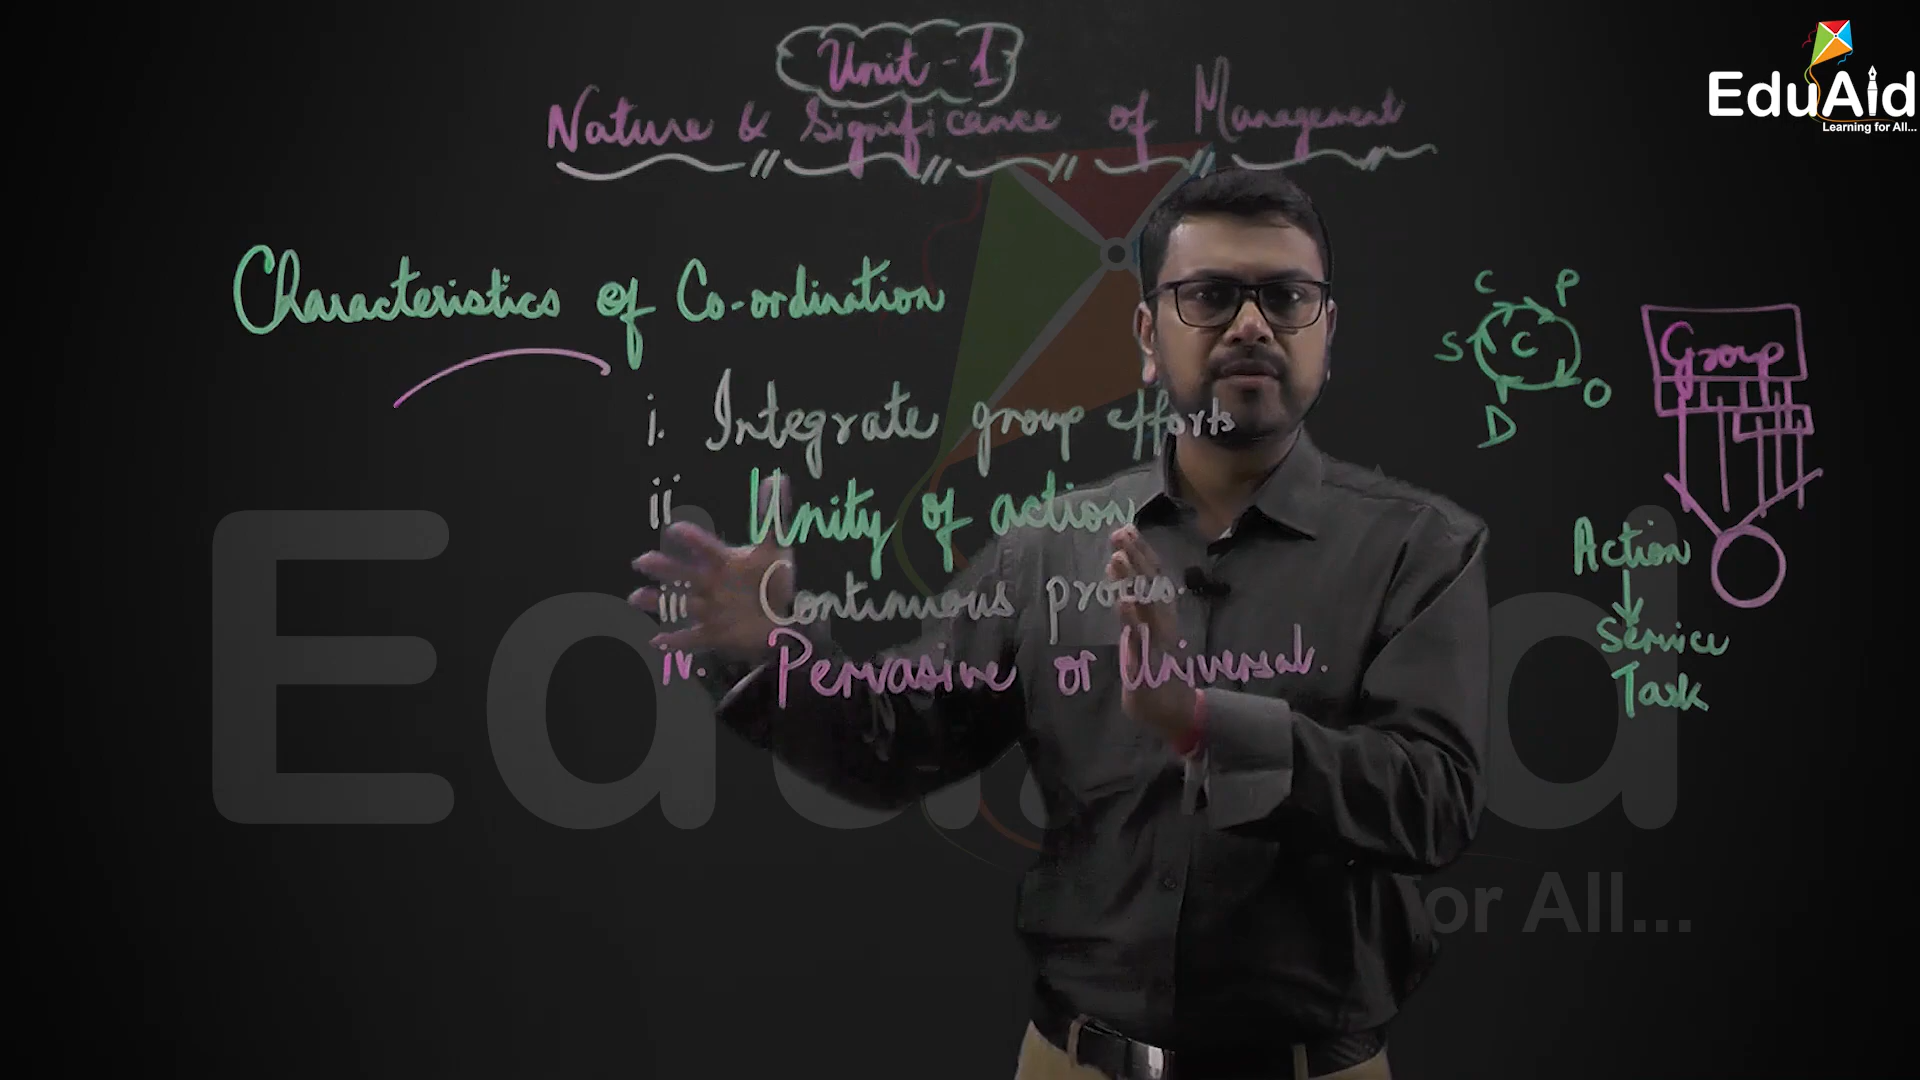 Unit - 1
Nature & Significance of Management
EduAid
Learning for All...
Characteristics of Co-ordination
i. Integrate group efforts
ii Unity of action
iii Continuous process.
iv. Pervasive or Universal.
C P
S C O
D
Group
Action
Service
Task
for All...